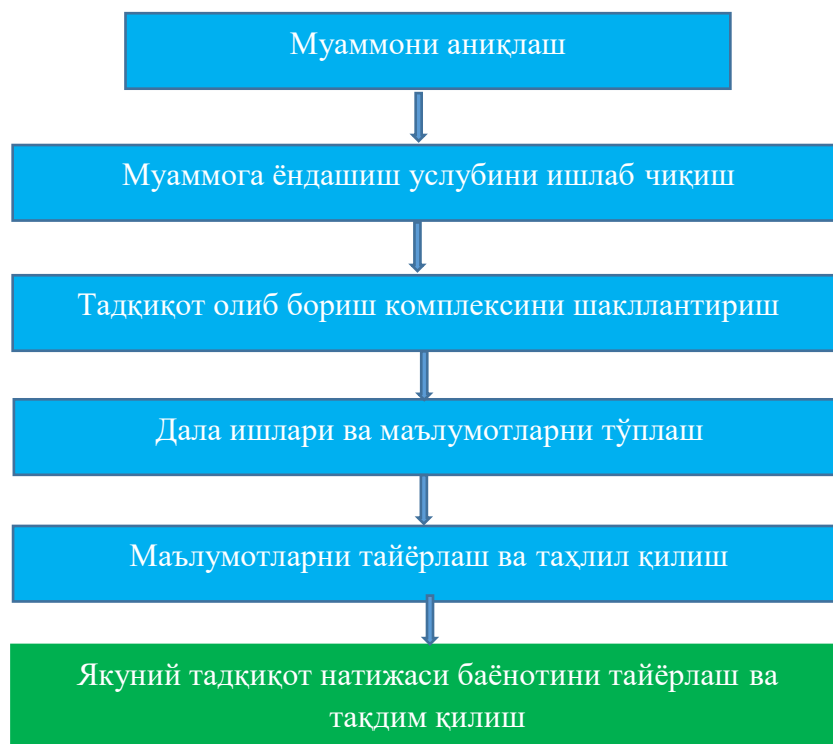 Муаммони аниқлаш
Муаммога ёндашиш услубини ишлаб чиқиш
Тадқиқот олиб бориш комплексини шакллантириш
Дала ишлари ва маълумотларни тўплаш
Маълумотларни тайёрлаш ва таҳлил қилиш
Якуний тадқиқот натижаси баёнотини тайёрлаш ва
тақдим қилиш